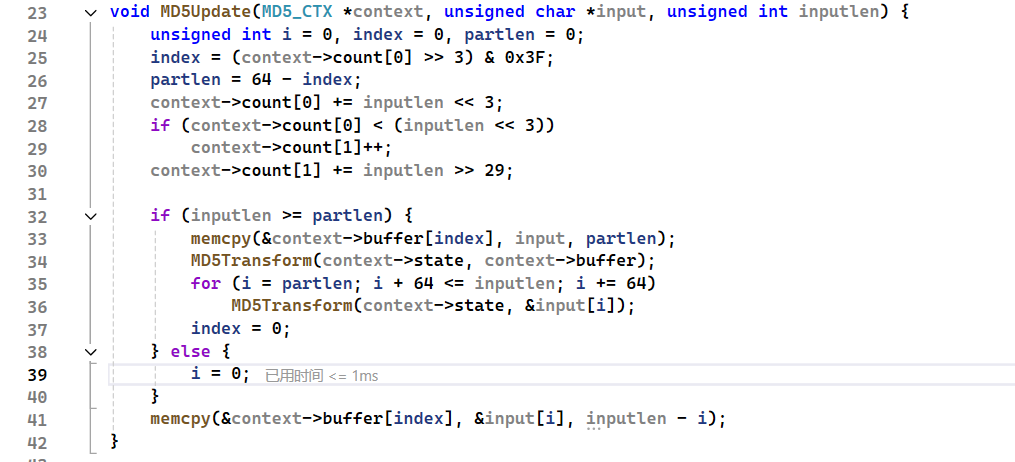 23 void MD5Update(MD5_CTX *context, unsigned char *input, unsigned int inputlen) {
24     unsigned int i = 0, index = 0, partlen = 0;
25     index = (context->count[0] >> 3) & 0x3F;
26     partlen = 64 - index;
27     context->count[0] += inputlen << 3;
28     if (context->count[0] < (inputlen << 3))
29         context->count[1]++;
30     context->count[1] += inputlen >> 29;
31
32     if (inputlen >= partlen) {
33         memcpy(&context->buffer[index], input, partlen);
34         MD5Transform(context->state, context->buffer);
35         for (i = partlen; i + 64 <= inputlen; i += 64)
36             MD5Transform(context->state, &input[i]);
37         index = 0;
38     } else {
39         i = 0; 已用时间 <= 1ms
40     }
41     memcpy(&context->buffer[index], &input[i], inputlen - i);
42 }